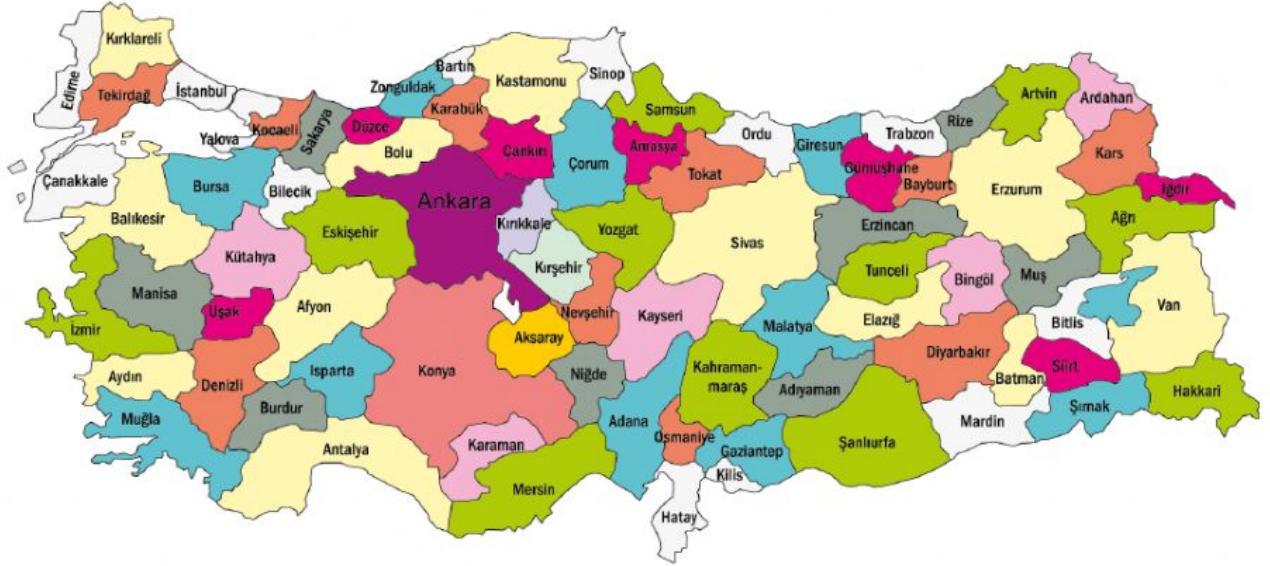 Kırklareli
Edirne
Tekirdağ
İstanbul
Yalova
Kocaeli
Sakarya
Düzce
Zonguldak
Bartın
Karabük
Kastamonu
Sinop
Samsun
Ordu
Giresun
Trabzon
Rize
Artvin
Ardahan
Kars
Iğdır
Ağrı
Erzurum
Bayburt
Gümüşhane
Tokat
Amasya
Çorum
Çankırı
Bolu
Bilecik
Bursa
Çanakkale
Balıkesir
Kütahya
Eskişehir
Ankara
Kırıkkale
Kırşehir
Yozgat
Sivas
Erzincan
Tunceli
Bingöl
Muş
Bitlis
Van
Hakkari
Şırnak
Siirt
Batman
Mardin
Diyarbakır
Elazığ
Malatya
Adıyaman
Şanlıurfa
Gaziantep
Kilis
Hatay
Osmaniye
Kahraman-
maraş
Kayseri
Nevşehir
Aksaray
Niğde
Adana
Mersin
Karaman
Konya
Afyon
Uşak
Manisa
İzmir
Aydın
Denizli
Isparta
Burdur
Muğla
Antalya